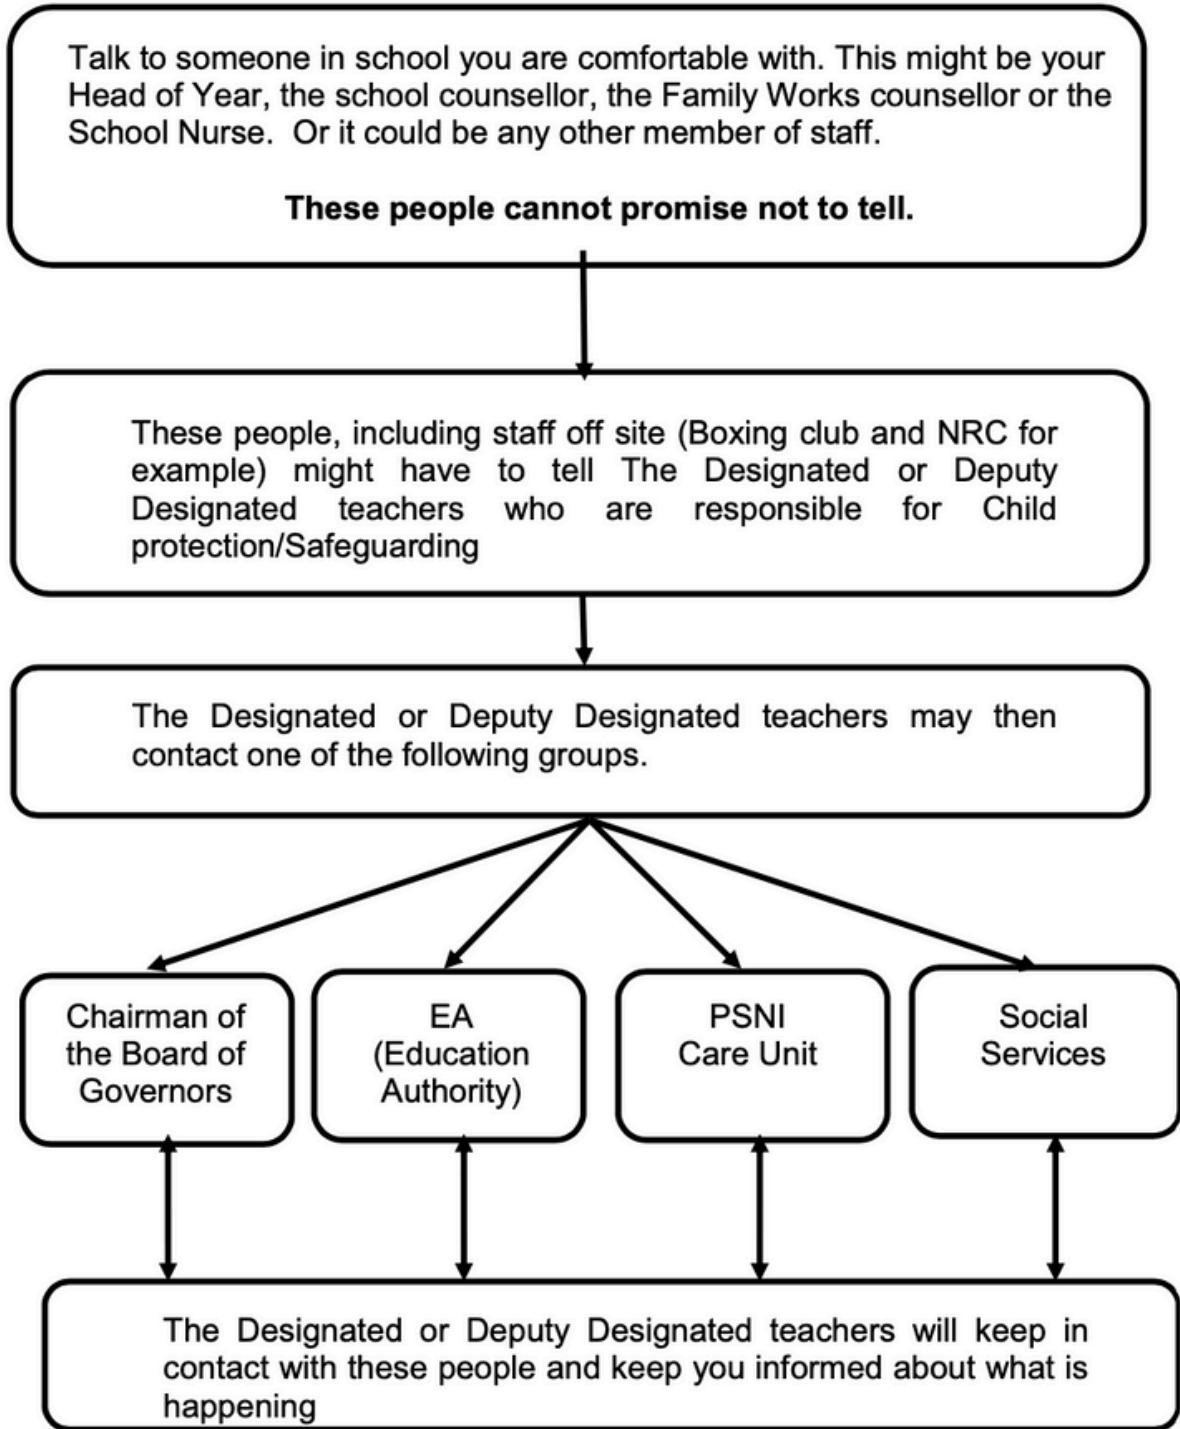 Talk to someone in school you are comfortable with. This might be your
Head of Year, the school counsellor, the Family Works counsellor or the
School Nurse.  Or it could be any other member of staff.
These people cannot promise not to tell.
These people, including staff off site (Boxing club and NRC for
example) might have to tell The Designated or Deputy
Designated teachers who are responsible for Child
protection/Safeguarding
The Designated or Deputy Designated teachers may then
contact one of the following groups.
Chairman of
the Board of
Governors
EA
(Education
Authority)
PSNI
Care Unit
Social
Services
The Designated or Deputy Designated teachers will keep in
contact with these people and keep you informed about what is
happening